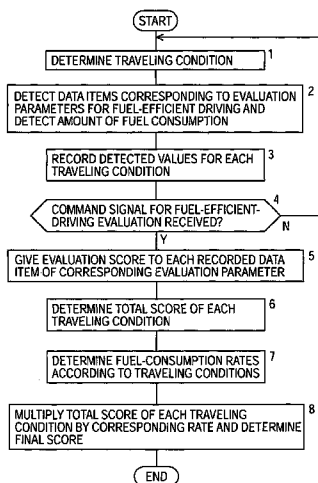 START
DETERMINE TRAVELING CONDITION
1
DETECT DATA ITEMS CORRESPONDING TO EVALUATION
PARAMETERS FOR FUEL-EFFICIENT DRIVING AND
DETECT AMOUNT OF FUEL CONSUMPTION
2
RECORD DETECTED VALUES FOR EACH
TRAVELING CONDITION
3
COMMAND SIGNAL FOR FUEL-EFFICIENT-
DRIVING EVALUATION RECEIVED?
4
N
Y
GIVE EVALUATION SCORE TO EACH RECORDED DATA
ITEM OF CORRESPONDING EVALUATION PARAMETER
5
DETERMINE TOTAL SCORE OF EACH
TRAVELING CONDITION
6
DETERMINE FUEL-CONSUMPTION RATES
ACCORDING TO TRAVELING CONDITIONS
7
MULTIPLY TOTAL SCORE OF EACH TRAVELING
CONDITION BY CORRESPONDING RATE AND DETERMINE
FINAL SCORE
8
END